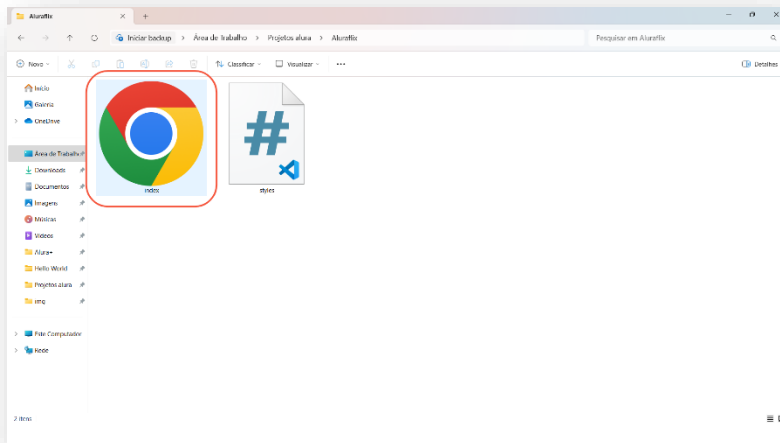 Aluraflix
Iniciar backup > Área de Trabalho > Projetos alura > Aluraflix
Pesquisar em Aluraflix
Novo
Classificar
Visualizar
Detalhes
Início
Galeria
OneDrive
Área de Trabalho
Downloads
Documentos
Imagens
Músicas
Vídeos
Alura+
Hello World
Projetos alura
img
Este Computador
Rede
index
#
styles
2 itens